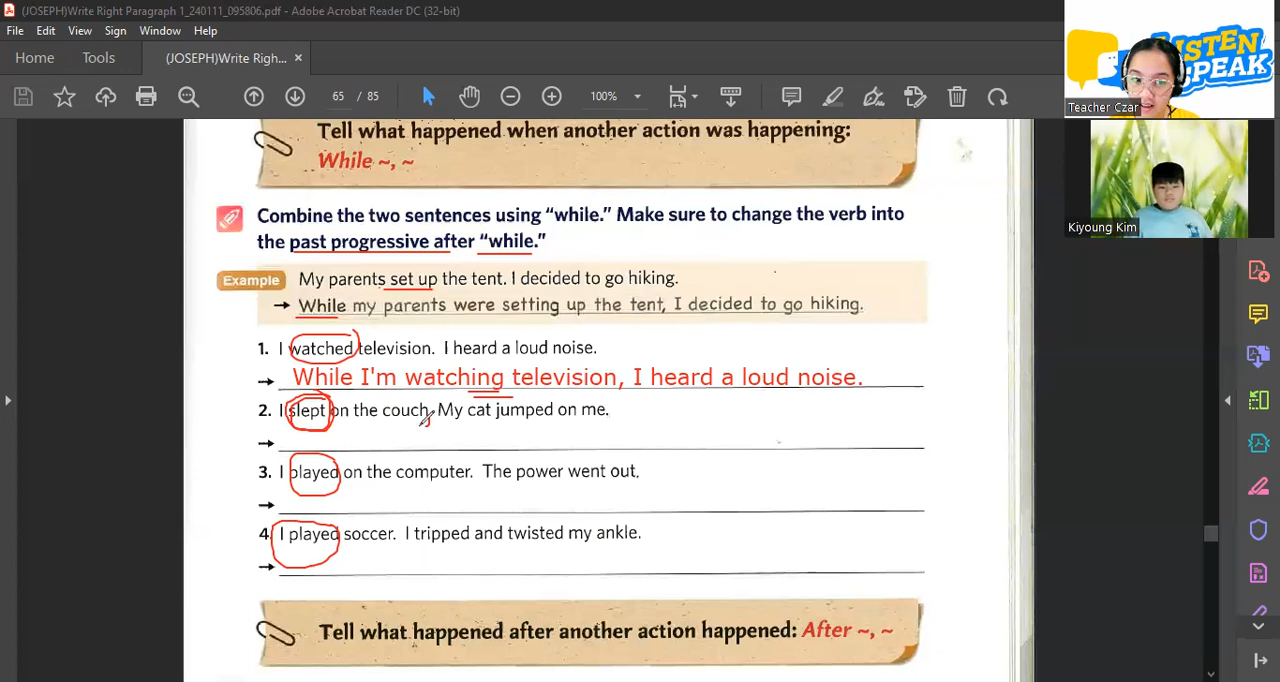 (JOSEPH)Write Right Paragraph 1_240111_095806.pdf - Adobe Acrobat Reader DC (32-bit)
File Edit View Sign Window Help
Home Tools (JOSEPH)Write Righ... ×
65 / 85 100%
LISTEN
SPEAK
Teacher Czar
Kiyoung Kim
Tell what happened when another action was happening:
While ~, ~
Combine the two sentences using “while.” Make sure to change the verb into
the past progressive after “while.”
Example My parents set up the tent. I decided to go hiking.
→ While my parents were setting up the tent, I decided to go hiking.
1. I watched television. I heard a loud noise.
→ While I'm watching television, I heard a loud noise.
2. I slept on the couch, My cat jumped on me.
→
3. I played on the computer. The power went out.
→
4. I played soccer. I tripped and twisted my ankle.
→
Tell what happened after another action happened: After ~, ~